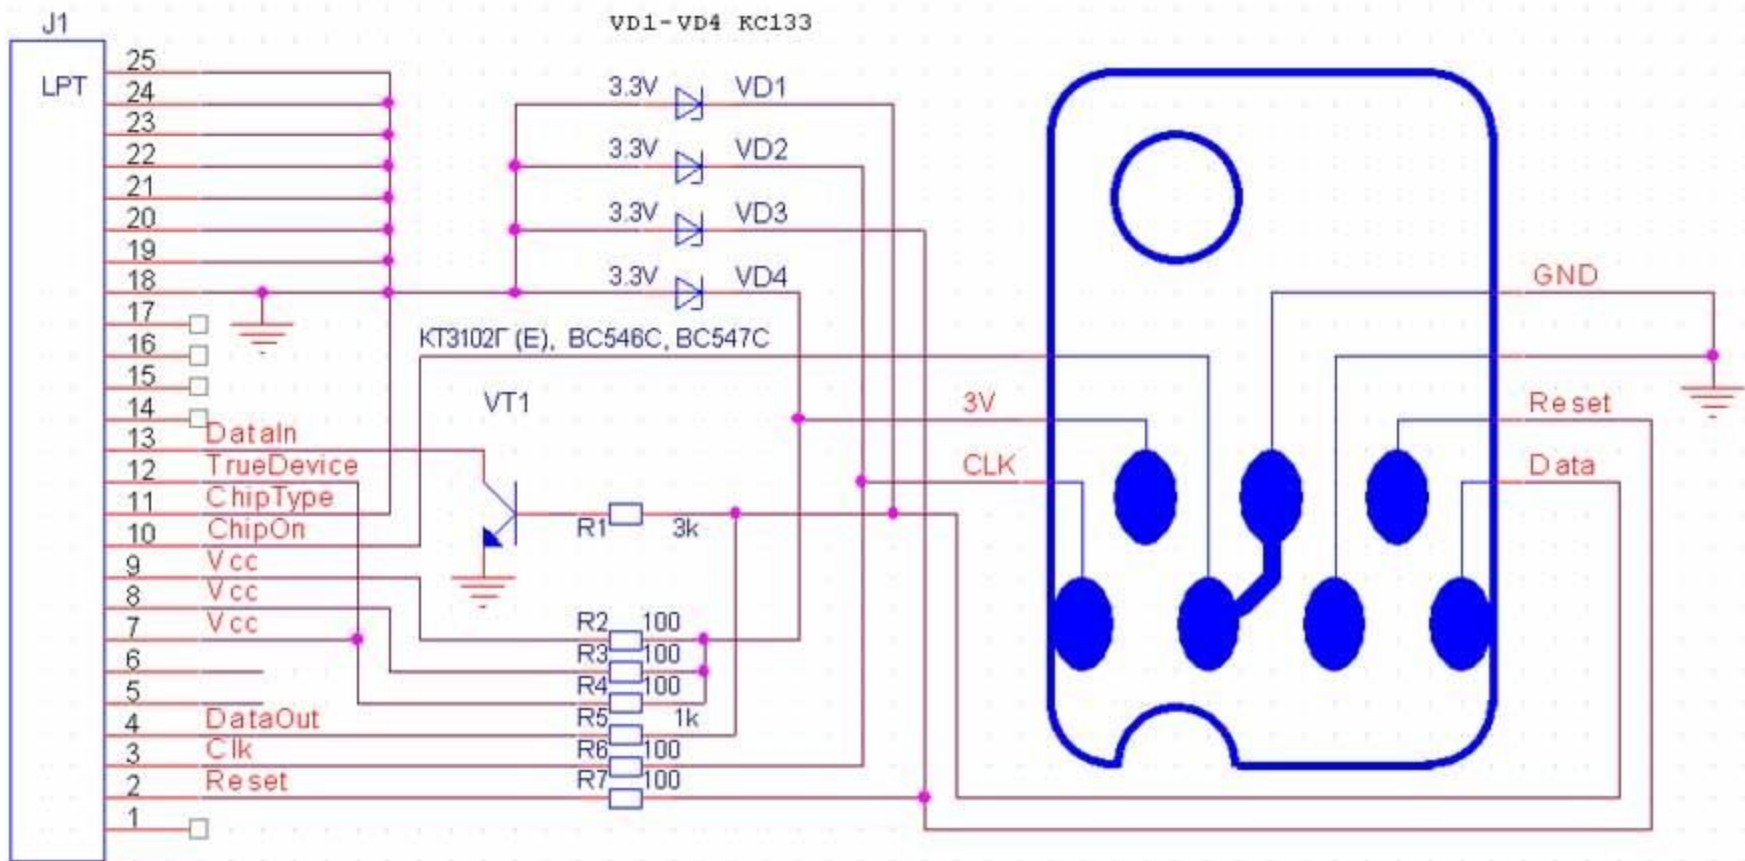 J1
VD1-VD4 KC133
LPT
25
24
23
22
21
20
19
18
17
16
15
14
13 DataIn
12 TrueDevice
11 ChipType
10 ChipOn
9 Vcc
8 Vcc
7 Vcc
6
5
4 DataOut
3 Clk
2 Reset
1
3.3V VD1
3.3V VD2
3.3V VD3
3.3V VD4
КТ3102Г (Е), BC546C, BC547C
VT1
R1 3k
R2 100
R3 100
R4 100
R5 1k
R6 100
R7 100
3V
CLK
GND
Reset
Data